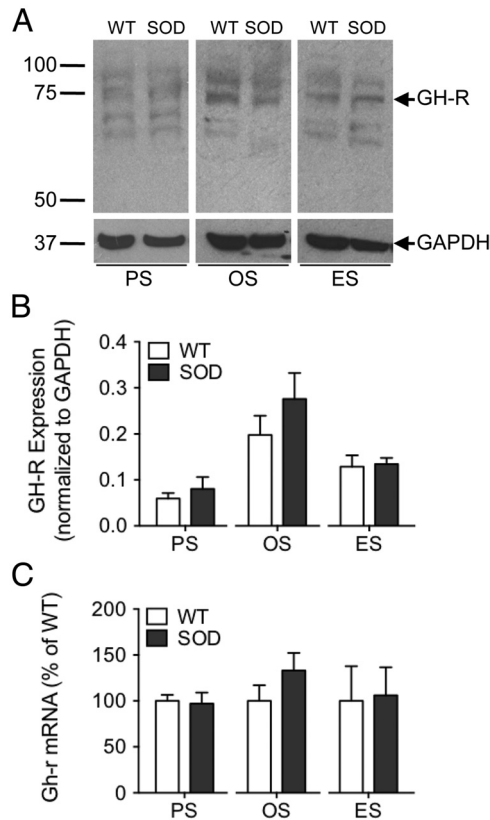 A
WT SOD WT SOD WT SOD
100
75
GH-R
50
37
GAPDH
PS OS ES
B
GH-R Expression
(normalized to GAPDH)
0.4
0.3
0.2
0.1
0.0
WT
SOD
PS OS ES
C
Gh-r mRNA (% of WT)
200
150
100
50
0
WT
SOD
PS OS ES